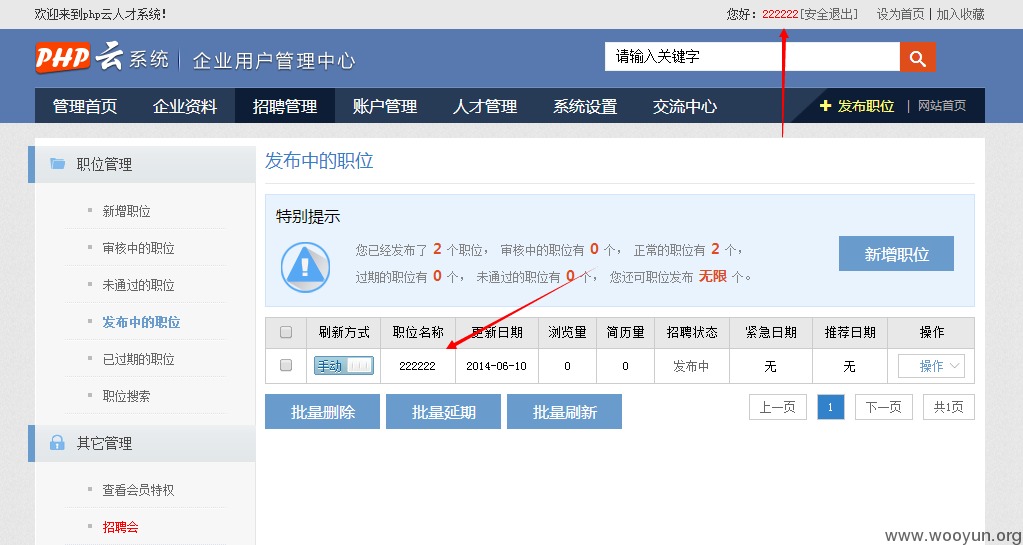 欢迎来到php云人才系统!
您好: 222222[安全退出] 设为首页 | 加入收藏
PHP云系统 | 企业用户管理中心
请输入关键字
管理首页 企业资料 招聘管理 账户管理 人才管理 系统设置 交流中心 发布职位 | 网站首页
职位管理
新增职位
审核中的职位
未通过的职位
发布中的职位
已过期的职位
职位搜索
其它管理
查看会员特权
招聘会
发布中的职位
特别提示
您已经发布了 2 个职位, 审核中的职位有 0 个, 正常的职位有 2 个,
过期的职位有 0 个, 未通过的职位有 0 个, 您还可职位发布 无限 个。
新增职位
刷新方式 职位名称 更新日期 浏览量 简历量 招聘状态 紧急日期 推荐日期 操作
手动 222222 2014-06-10 0 0 发布中 无 无 操作
批量删除 批量延期 批量刷新 上一页 1 下一页 共1页
www.wooyun.org